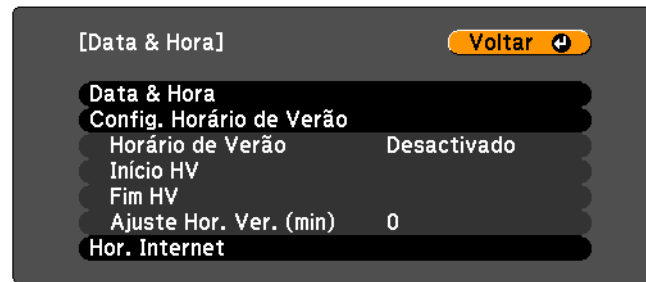 [Data & Hora] Voltar
Data & Hora
Config. Horário de Verão
Horário de Verão Desactivado
Início HV
Fim HV
Ajuste Hor. Ver. (min) 0
Hor. Internet